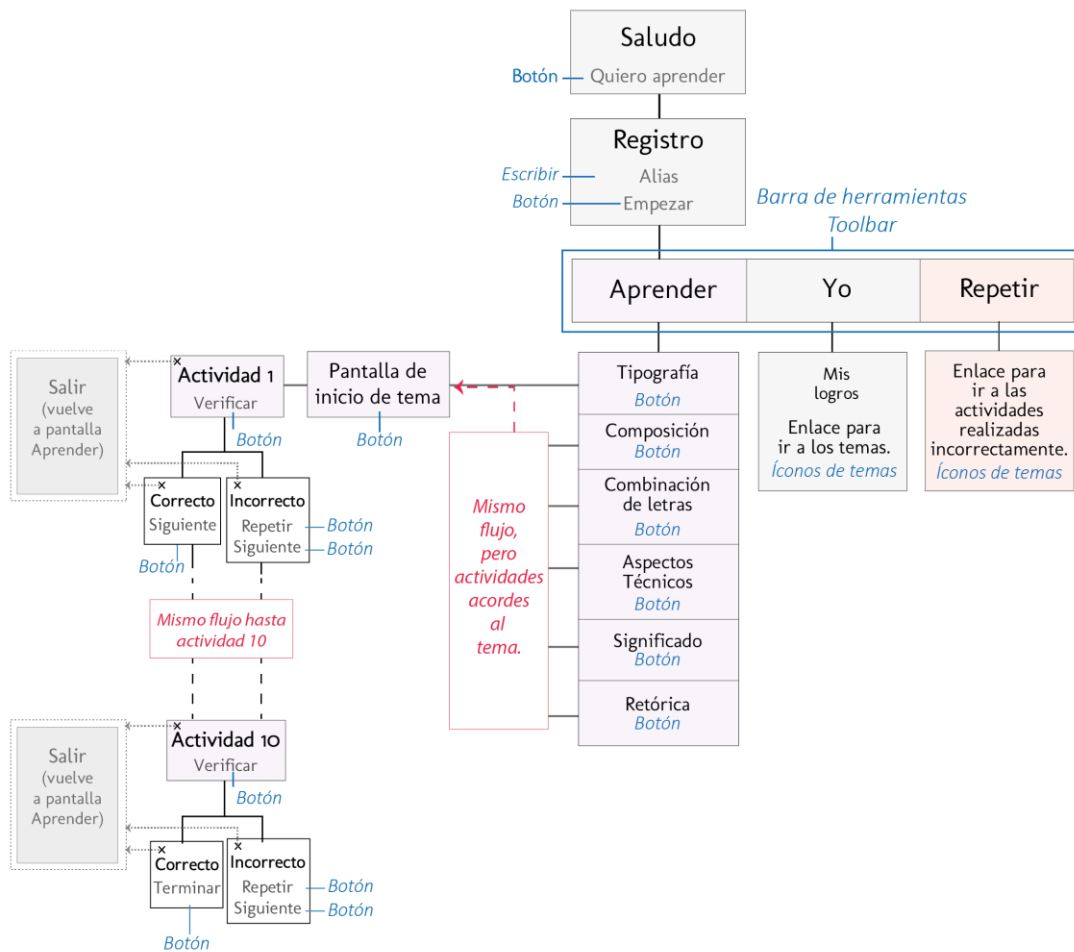 Saludo
Botón
Quiero aprender
Registro
Escribir
Alias
Botón
Empezar
Barra de herramientas
Toolbar
Aprender
Yo
Repetir
Salir
(vuelve
a pantalla
Aprender)
Actividad 1
Verificar
Botón
Pantalla de
inicio de tema
Botón
Correcto
Siguiente
Botón
Incorrecto
Repetir
Botón
Siguiente
Botón
Mismo flujo hasta
actividad 10
Mismo
flujo,
pero
actividades
acordes
al
tema.
Tipografía
Botón
Composición
Botón
Combinación
de letras
Botón
Aspectos
Técnicos
Botón
Significado
Botón
Retórica
Botón
Mis
logros
Enlace para
ir a los temas.
Íconos de temas
Enlace para
ir a las
actividades
realizadas
incorrectamente.
Íconos de temas
Salir
(vuelve
a pantalla
Aprender)
Actividad 10
Verificar
Botón
Correcto
Terminar
Botón
Incorrecto
Repetir
Botón
Siguiente
Botón